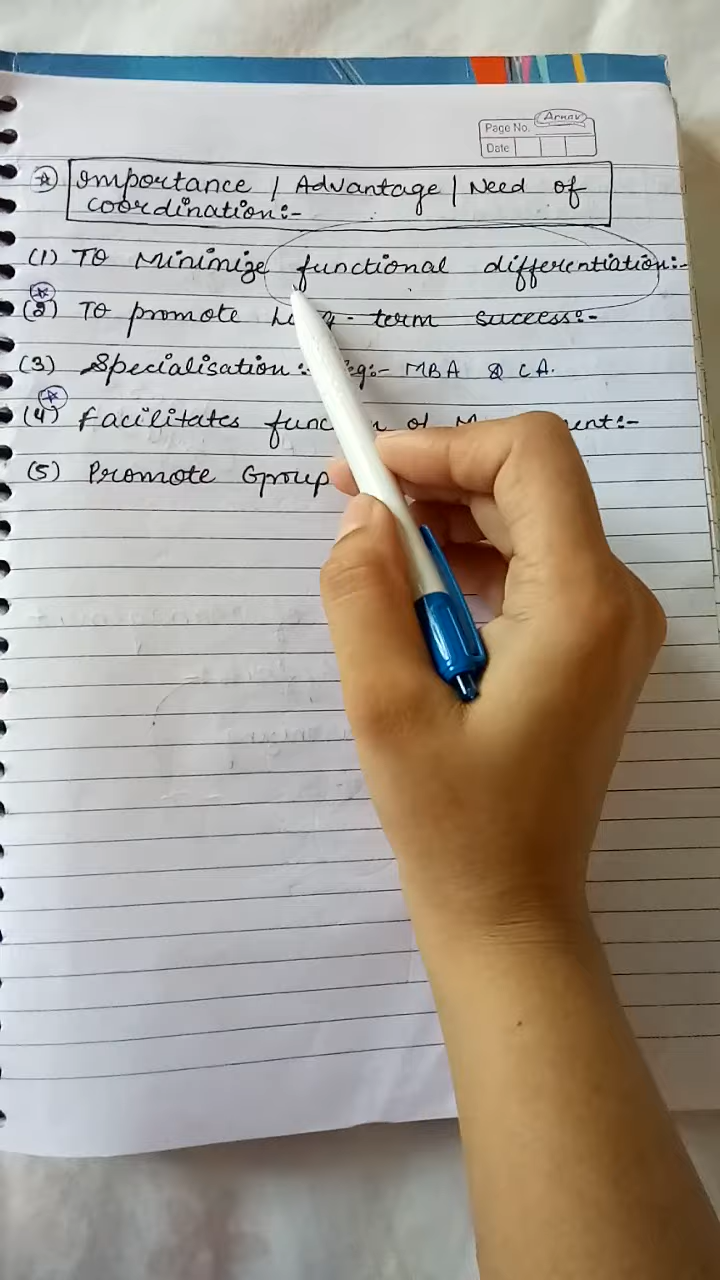 Page No.
Arnav
Date
Importance / Advantage / Need of
coordination:-
(1) To Minimize functional differentiation:-
(2) To promote term success:-
(3) Specialisation: eg:- MBA & CA.
(4) Facilitates of
(5) Promote Group